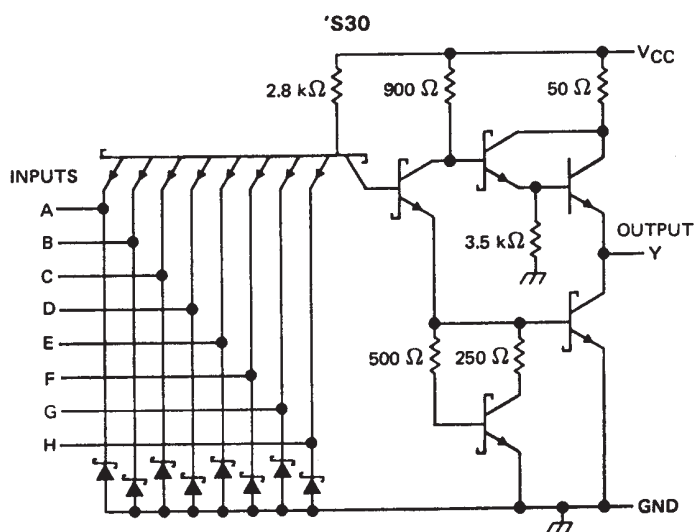 'S30
VCC
2.8 kΩ
900 Ω
50 Ω
INPUTS
A
B
C
D
E
F
G
H
3.5 kΩ
OUTPUT
Y
500 Ω
250 Ω
GND